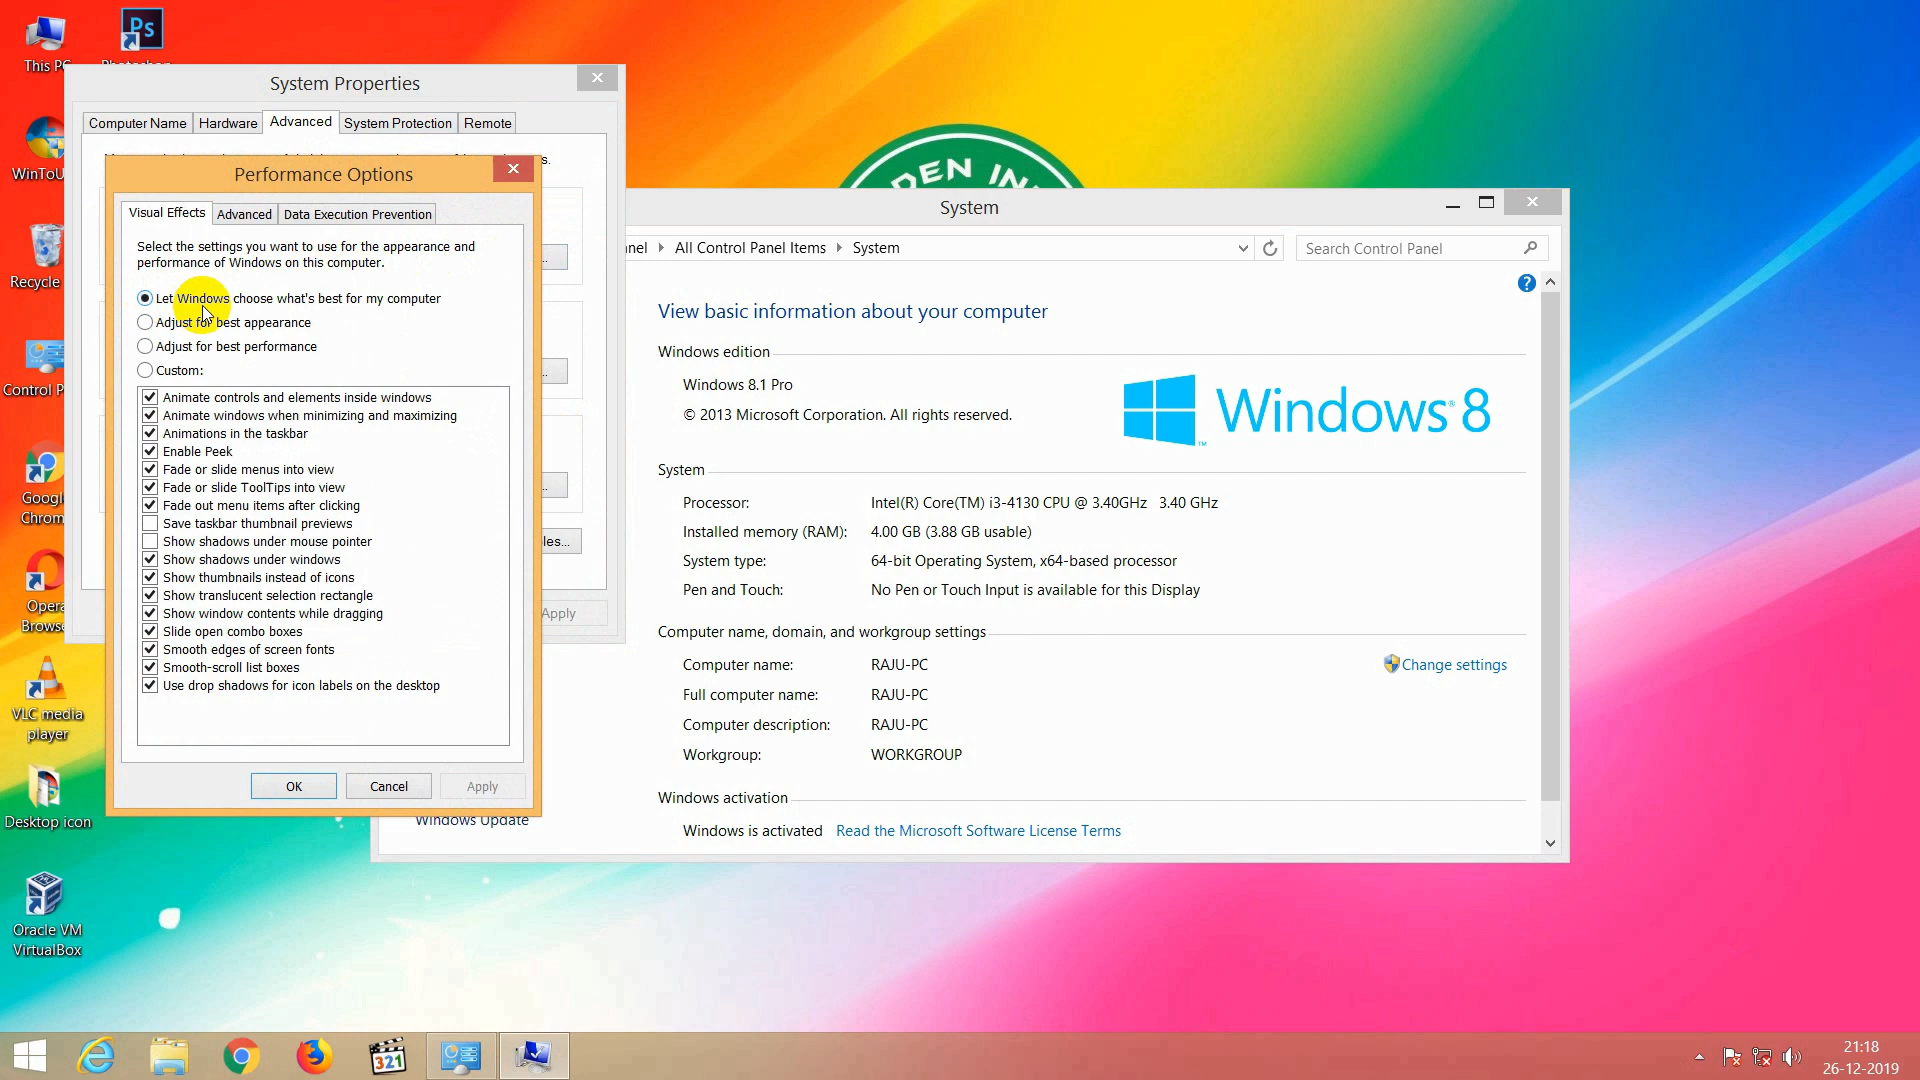 This PC
Ps
WinToU
Recycle
Control P
Google
Chrom
Opera
Browse
VLC media
player
Desktop icon
Oracle VM
VirtualBox
System Properties
Computer Name
Hardware
Advanced
System Protection
Remote
s.
...
...
...
les...
Apply
Performance Options
Visual Effects
Advanced
Data Execution Prevention
Select the settings you want to use for the appearance and
performance of Windows on this computer.
Let Windows choose what's best for my computer
Adjust for best appearance
Adjust for best performance
Custom:
Animate controls and elements inside windows
Animate windows when minimizing and maximizing
Animations in the taskbar
Enable Peek
Fade or slide menus into view
Fade or slide ToolTips into view
Fade out menu items after clicking
Save taskbar thumbnail previews
Show shadows under mouse pointer
Show shadows under windows
Show thumbnails instead of icons
Show translucent selection rectangle
Show window contents while dragging
Slide open combo boxes
Smooth edges of screen fonts
Smooth-scroll list boxes
Use drop shadows for icon labels on the desktop
OK
Cancel
Apply
DEN IN
System
nel
All Control Panel Items
System
Search Control Panel
?
View basic information about your computer
Windows edition
Windows 8.1 Pro
© 2013 Microsoft Corporation. All rights reserved.
Windows® 8
™
System
Processor: Intel(R) Core(TM) i3-4130 CPU @ 3.40GHz 3.40 GHz
Installed memory (RAM): 4.00 GB (3.88 GB usable)
System type: 64-bit Operating System, x64-based processor
Pen and Touch: No Pen or Touch Input is available for this Display
Computer name, domain, and workgroup settings
Computer name: RAJU-PC
Change settings
Full computer name: RAJU-PC
Computer description: RAJU-PC
Workgroup: WORKGROUP
Windows activation
Windows is activated Read the Microsoft Software License Terms
Windows Update
321
21:18
26-12-2019